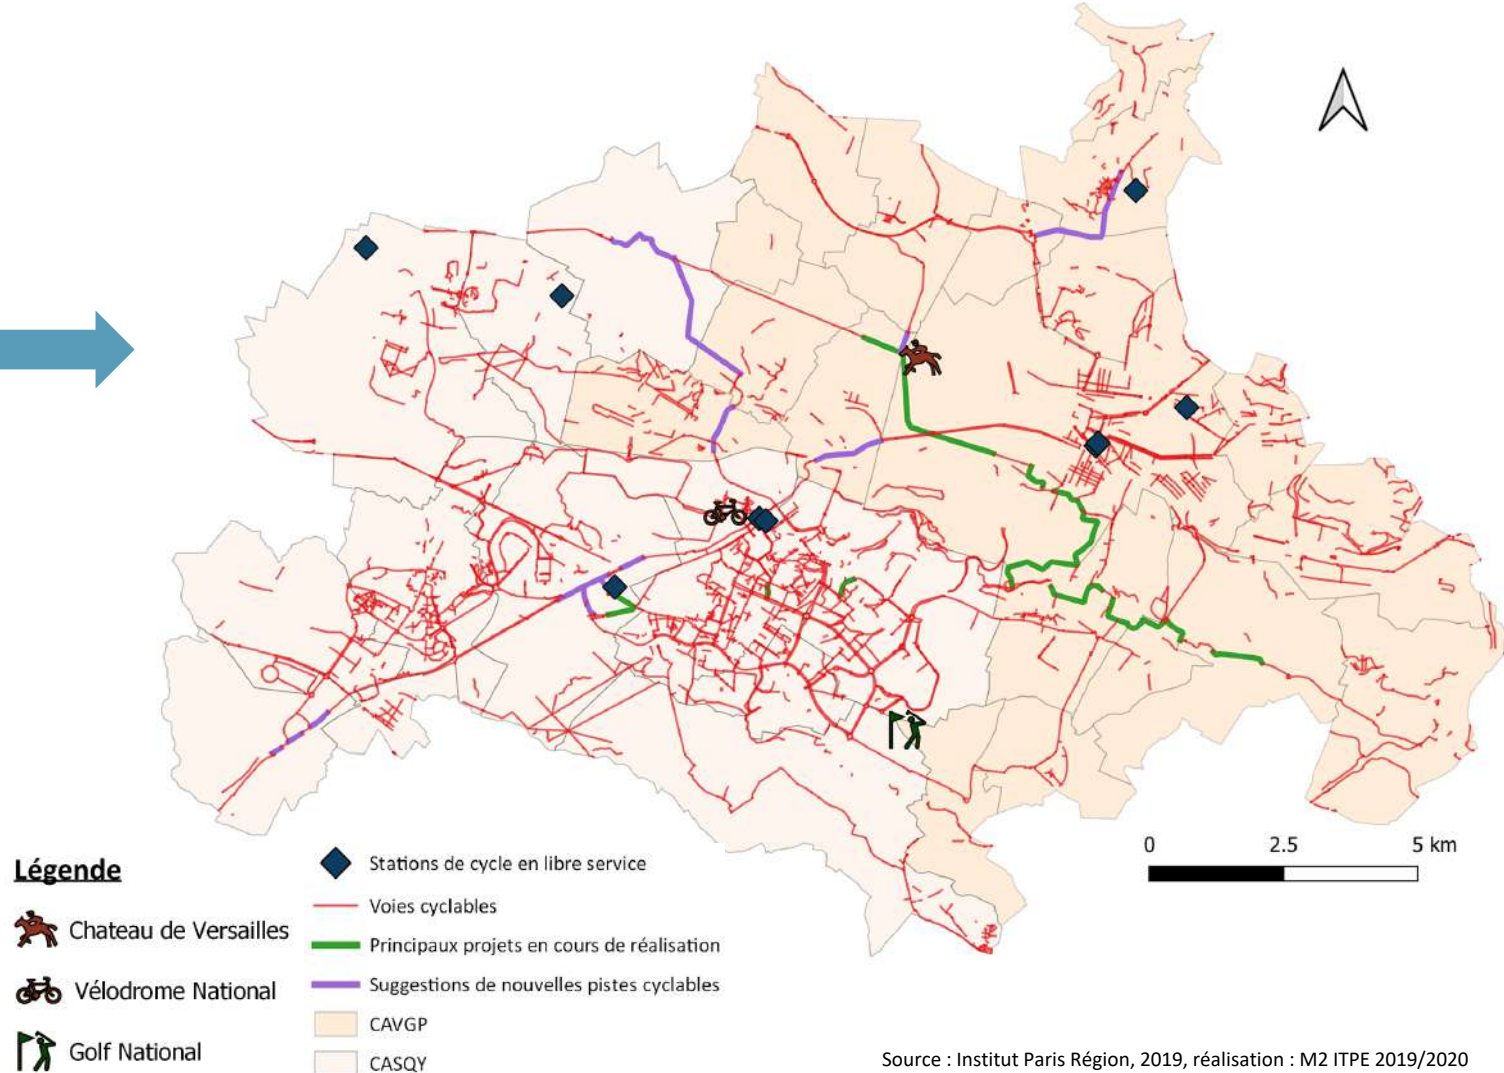 0 2.5 5 km
Légende
Chateau de Versailles
Vélodrome National
Golf National
Stations de cycle en libre service
Voies cyclables
Principaux projets en cours de réalisation
Suggestions de nouvelles pistes cyclables
CAVGP
CASQY
Source : Institut Paris Région, 2019, réalisation : M2 ITPE 2019/2020